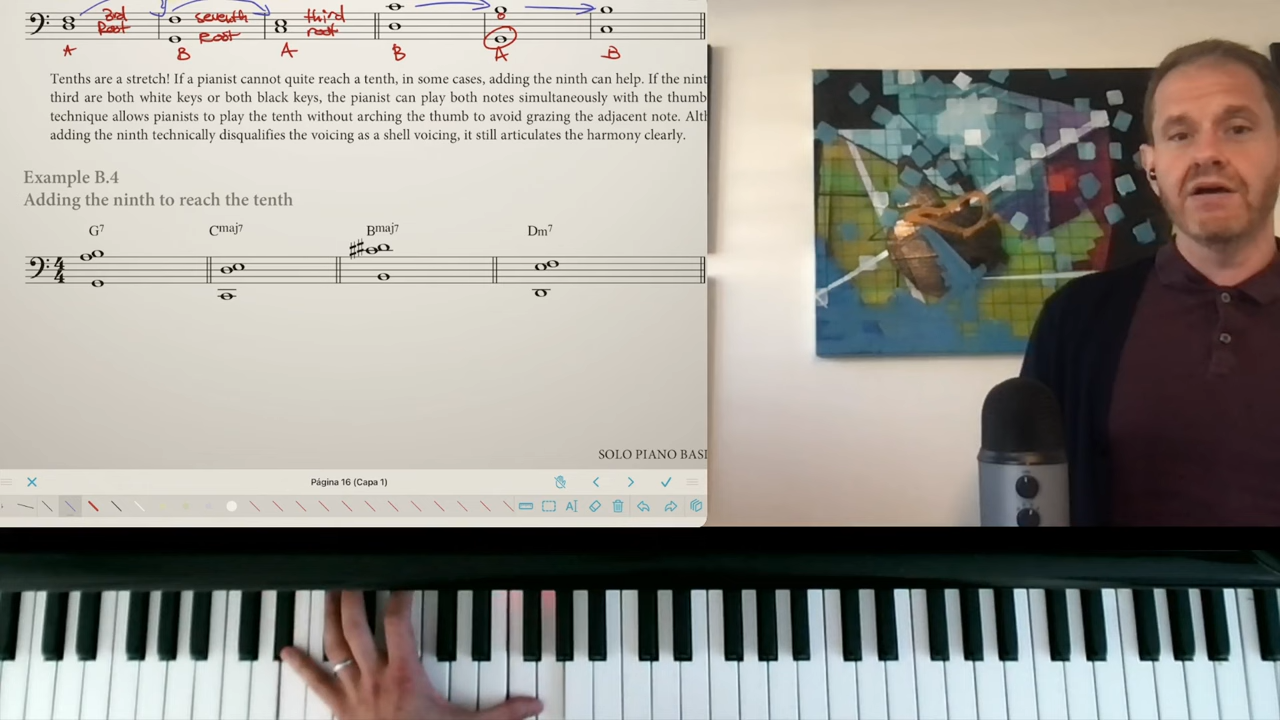 3rd seventh third
Root Root root
A B A B A B
Tenths are a stretch! If a pianist cannot quite reach a tenth, in some cases, adding the ninth can help. If the nint
third are both white keys or both black keys, the pianist can play both notes simultaneously with the thumb
technique allows pianists to play the tenth without arching the thumb to avoid grazing the adjacent note. Alt
adding the ninth technically disqualifies the voicing as a shell voicing, it still articulates the harmony clearly.
Example B.4
Adding the ninth to reach the tenth
G7 Cmaj7 Bmaj7 Dm7
4
4
SOLO PIANO BASI
Página 16 (Capa 1)
A